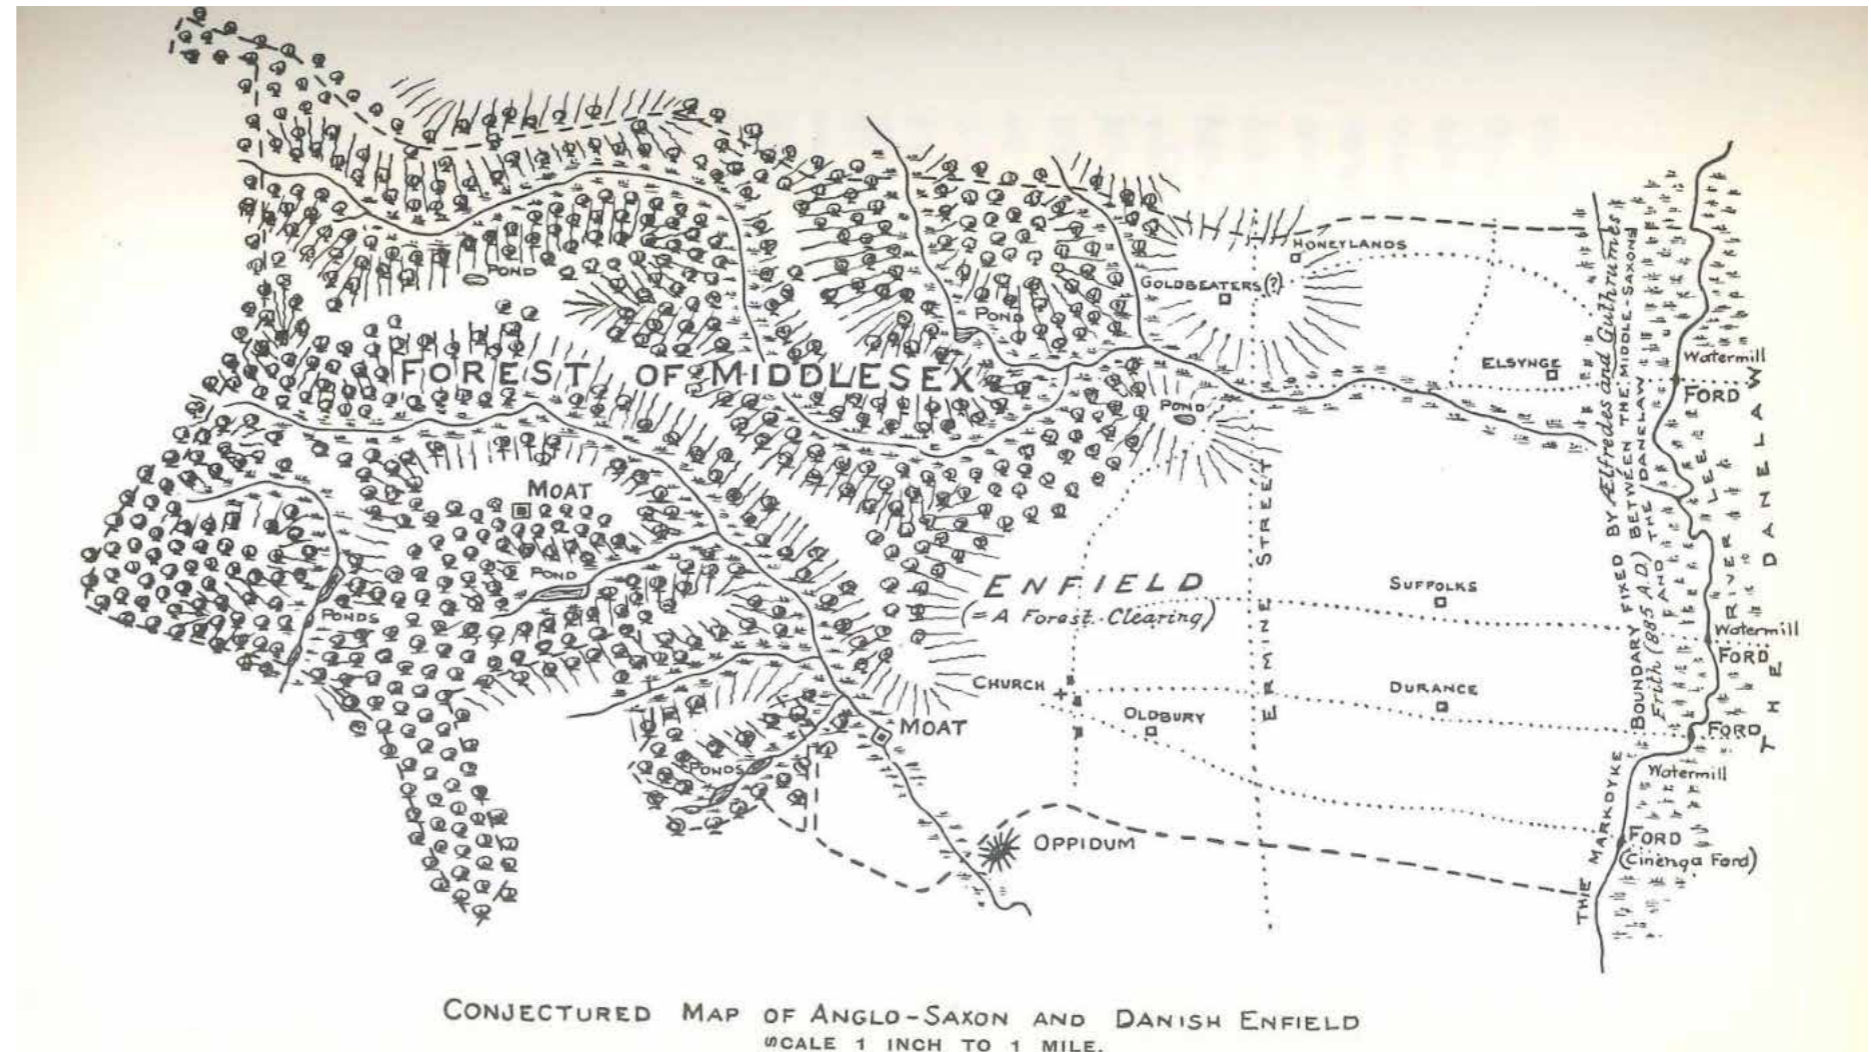 HONEYLANDS
GOLDBEATERS (?)
POND
POND
ELSYNGE
Watermill
FORD
FOREST OF MIDDLESEX
POND
MOAT
POND
PONDS
ENFIELD
(= A Forest Clearing)
ERMINE STREET
SUFFOLKS
CHURCH
OLDBURY
DURANCE
MOAT
PONDS
OPPIDUM
THE MARKDYKE
BOUNDARY FIXED BY Ælfredes and Guthrumes
Frith (885 A.D.) BETWEEN THE MIDDLE-SAXONS
AND THE DANELAW
RIVER LEE
THE DANELAW
Watermill
FORD
FORD
Watermill
FORD
(Cinenga Ford)
CONJECTURED MAP OF ANGLO-SAXON AND DANISH ENFIELD
SCALE 1 INCH TO 1 MILE.